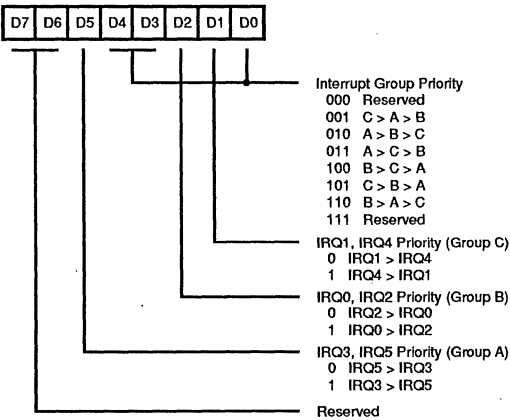 D7 D6 D5 D4 D3 D2 D1 D0
Interrupt Group Priority
000 Reserved
001 C > A > B
010 A > B > C
011 A > C > B
100 B > C > A
101 C > B > A
110 B > A > C
111 Reserved
IRQ1, IRQ4 Priority (Group C)
0 IRQ1 > IRQ4
1 IRQ4 > IRQ1
IRQ0, IRQ2 Priority (Group B)
0 IRQ2 > IRQ0
1 IRQ0 > IRQ2
IRQ3, IRQ5 Priority (Group A)
0 IRQ5 > IRQ3
1 IRQ3 > IRQ5
Reserved